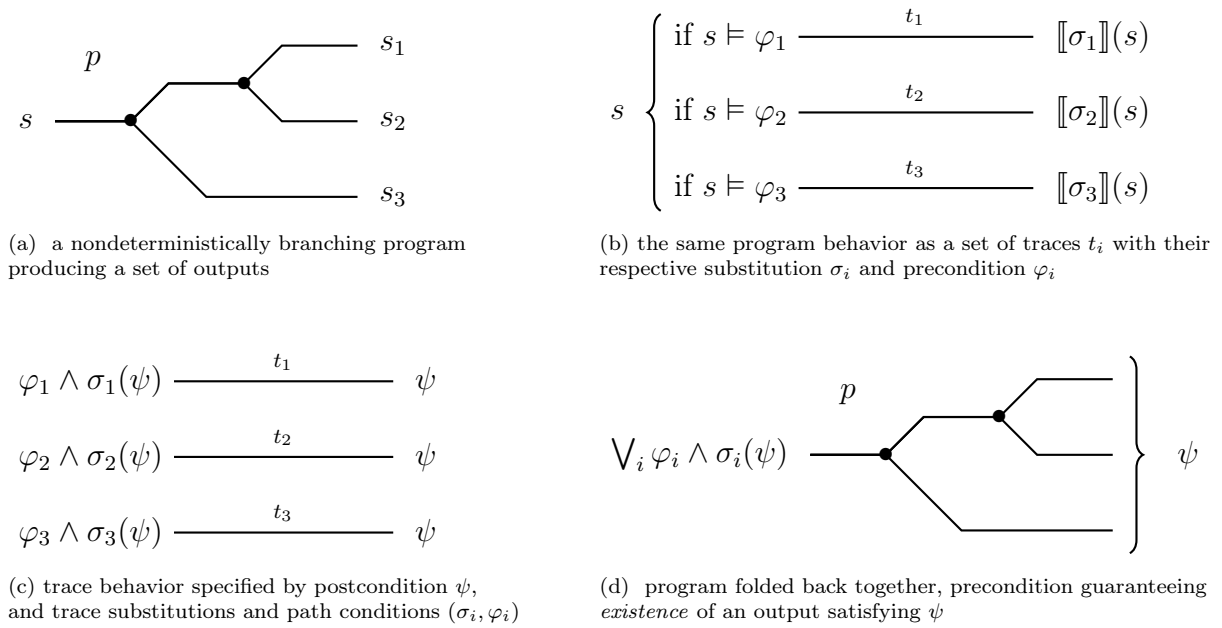 p
s
s₁
s₂
s₃
(a) a nondeterministically branching program
producing a set of outputs
s
if s ⊨ φ₁ t₁ ⟦σ₁⟧(s)
if s ⊨ φ₂ t₂ ⟦σ₂⟧(s)
if s ⊨ φ₃ t₃ ⟦σ₃⟧(s)
(b) the same program behavior as a set of traces tᵢ with their
respective substitution σᵢ and precondition φᵢ
φ₁ ∧ σ₁(ψ) t₁ ψ
φ₂ ∧ σ₂(ψ) t₂ ψ
φ₃ ∧ σ₃(ψ) t₃ ψ
(c) trace behavior specified by postcondition ψ,
and trace substitutions and path conditions (σᵢ, φᵢ)
p
⋁ᵢ φᵢ ∧ σᵢ(ψ)
ψ
(d) program folded back together, precondition guaranteeing
existence of an output satisfying ψ